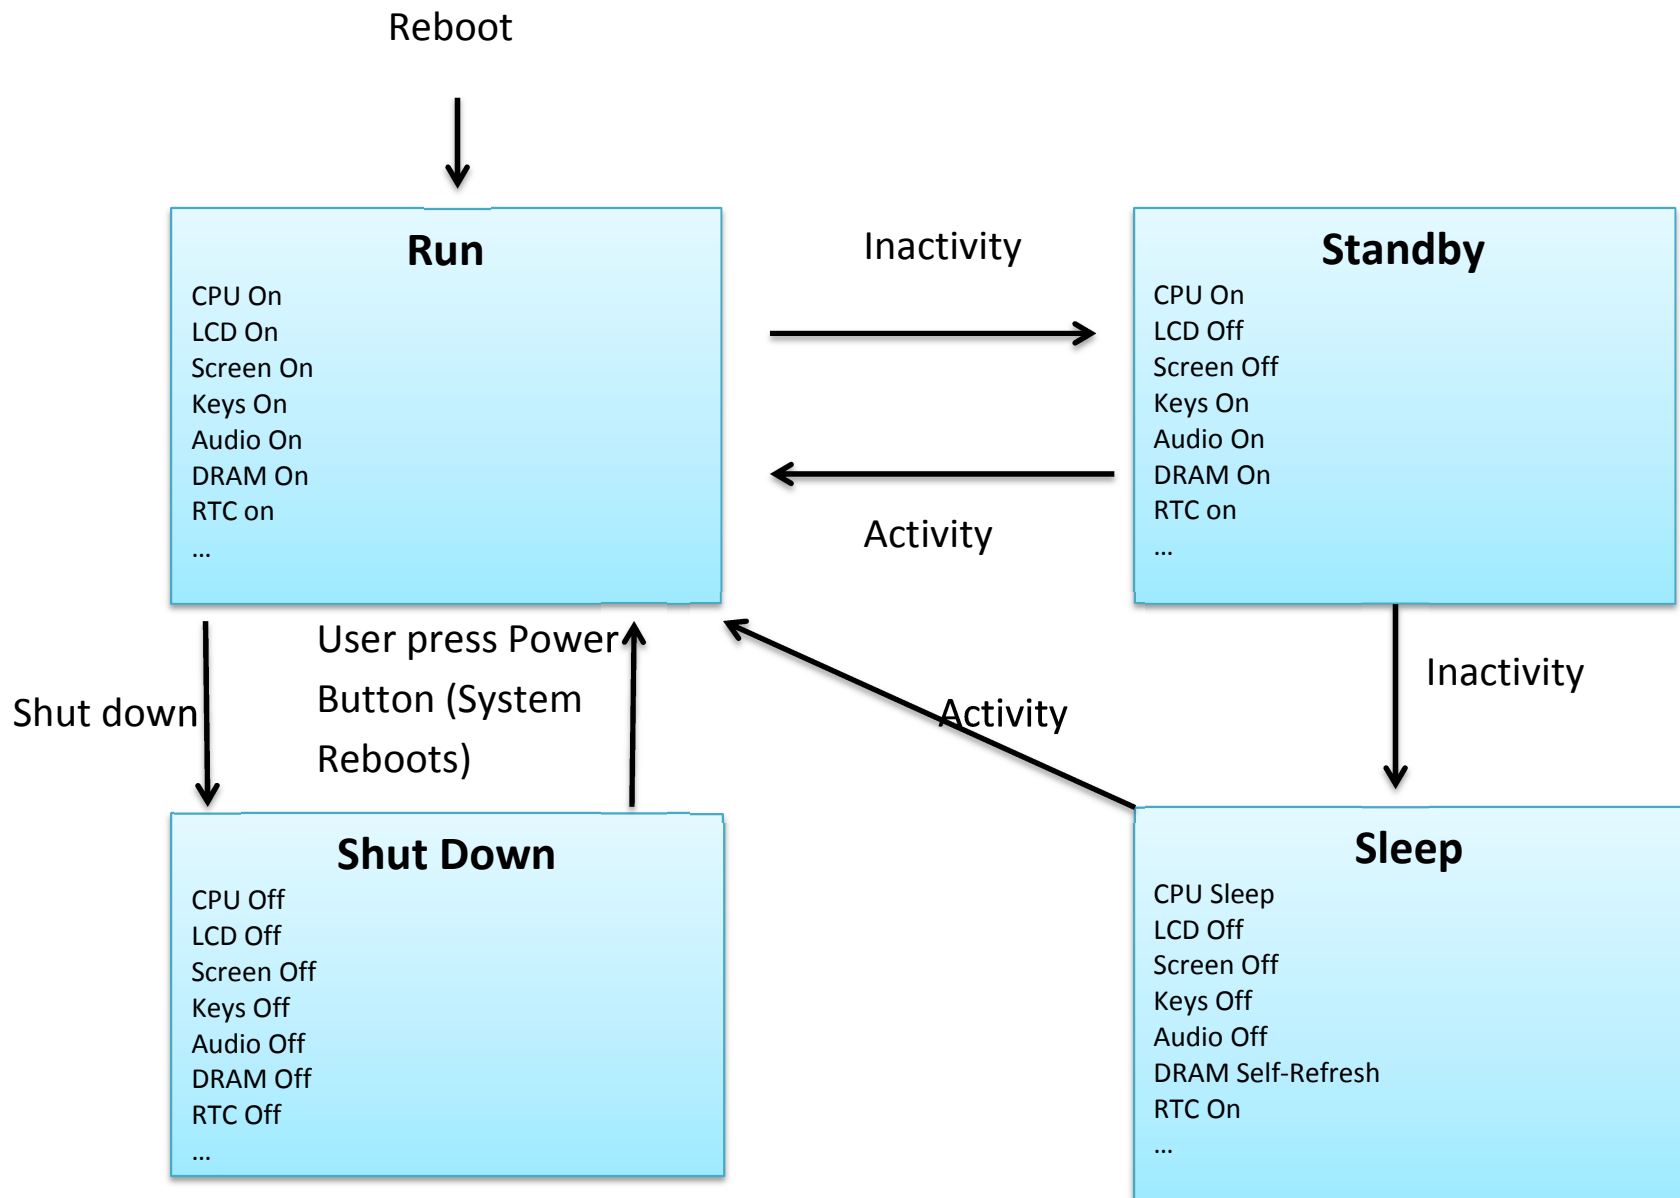 Reboot
Run
CPU On
LCD On
Screen On
Keys On
Audio On
DRAM On
RTC on
...
Inactivity
Activity
Standby
CPU On
LCD Off
Screen Off
Keys On
Audio On
DRAM On
RTC on
...
Shut down
User press Power
Button (System
Reboots)
Activity
Inactivity
Shut Down
CPU Off
LCD Off
Screen Off
Keys Off
Audio Off
DRAM Off
RTC Off
...
Sleep
CPU Sleep
LCD Off
Screen Off
Keys Off
Audio Off
DRAM Self-Refresh
RTC On
...